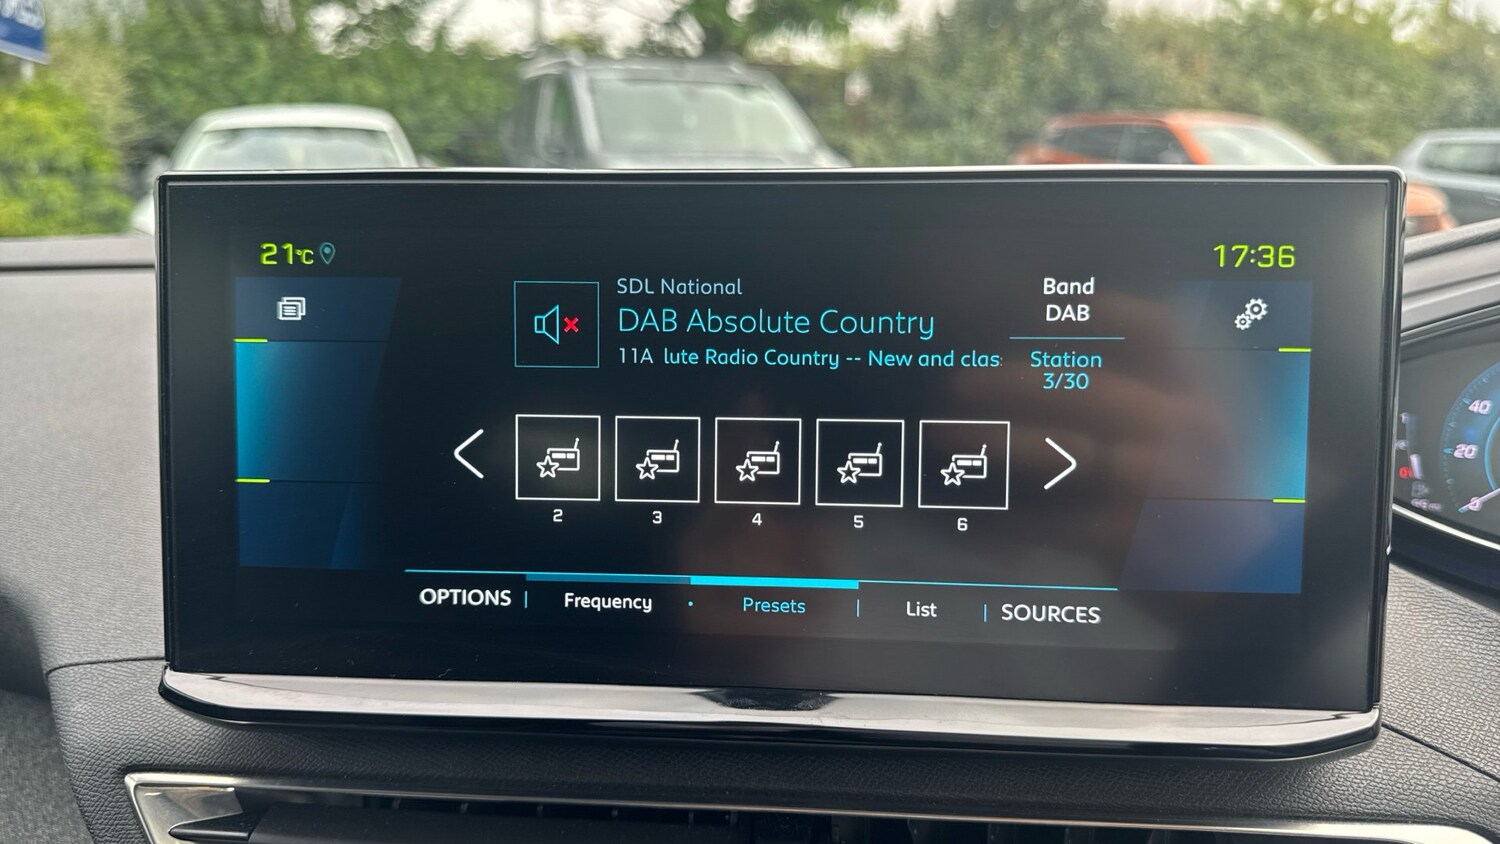 21°C
17:36
SDL National
DAB Absolute Country
11A lute Radio Country -- New and clas
Band
DAB
Station
3/30
2
3
4
5
6
OPTIONS | Frequency • Presets | List | SOURCES
40
20
0